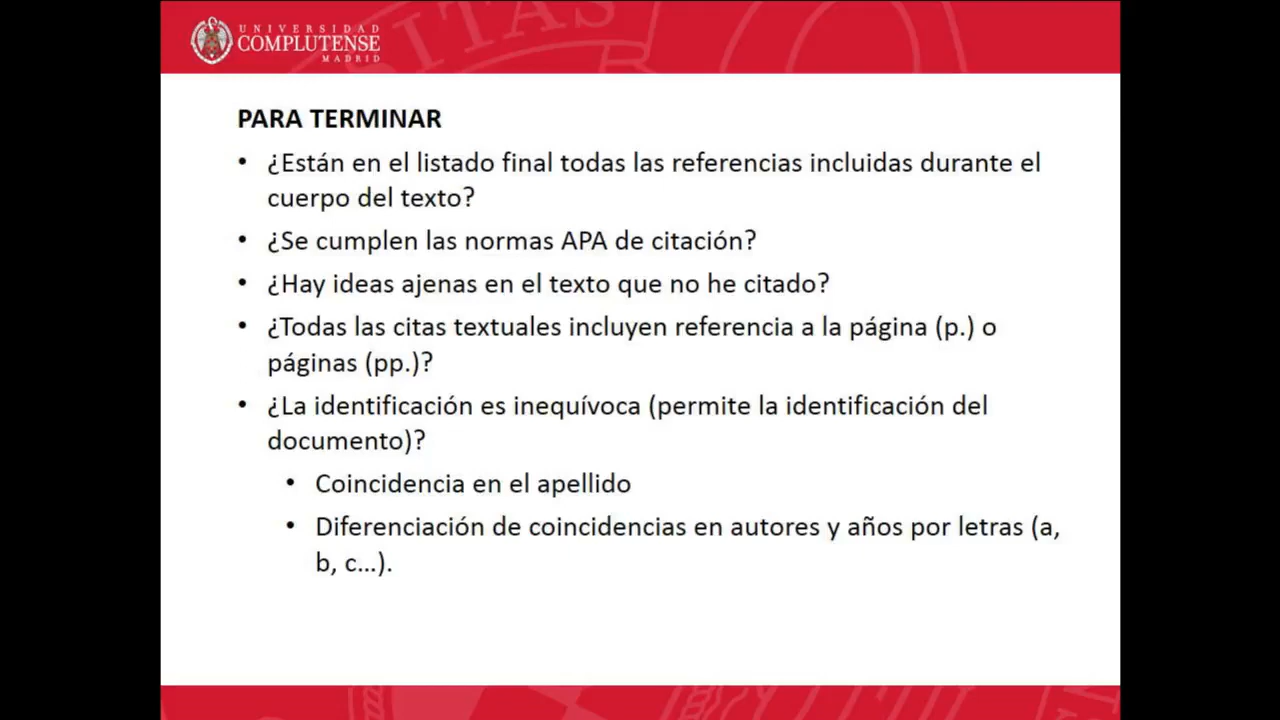 UNIVERSIDAD
COMPLUTENSE
MADRID
PARA TERMINAR
• ¿Están en el listado final todas las referencias incluidas durante el
cuerpo del texto?
• ¿Se cumplen las normas APA de citación?
• ¿Hay ideas ajenas en el texto que no he citado?
• ¿Todas las citas textuales incluyen referencia a la página (p.) o
páginas (pp.)?
• ¿La identificación es inequívoca (permite la identificación del
documento)?
• Coincidencia en el apellido
• Diferenciación de coincidencias en autores y años por letras (a,
b, c...).